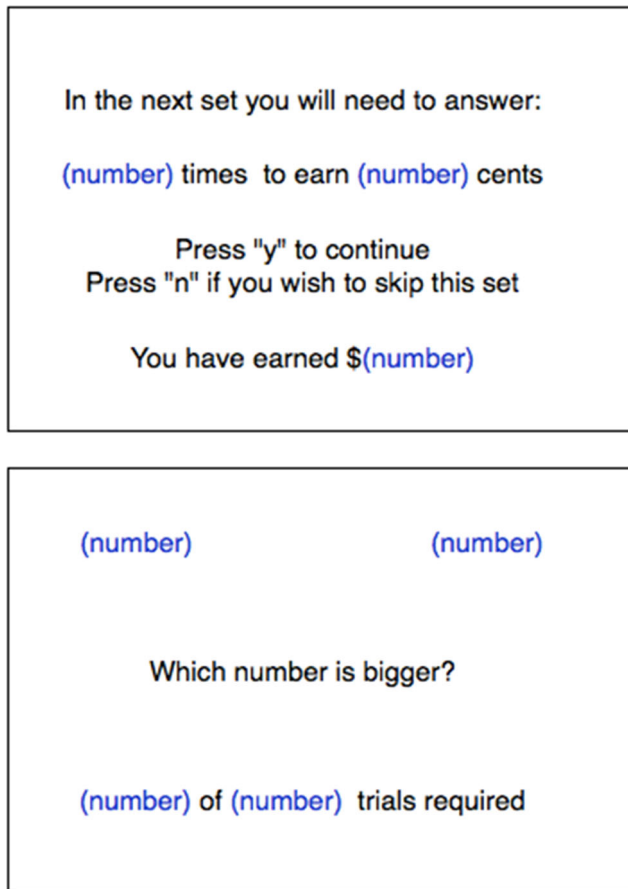 In the next set you will need to answer:
(number) times to earn (number) cents
Press "y" to continue
Press "n" if you wish to skip this set
You have earned $(number)
(number) (number)
Which number is bigger?
(number) of (number) trials required